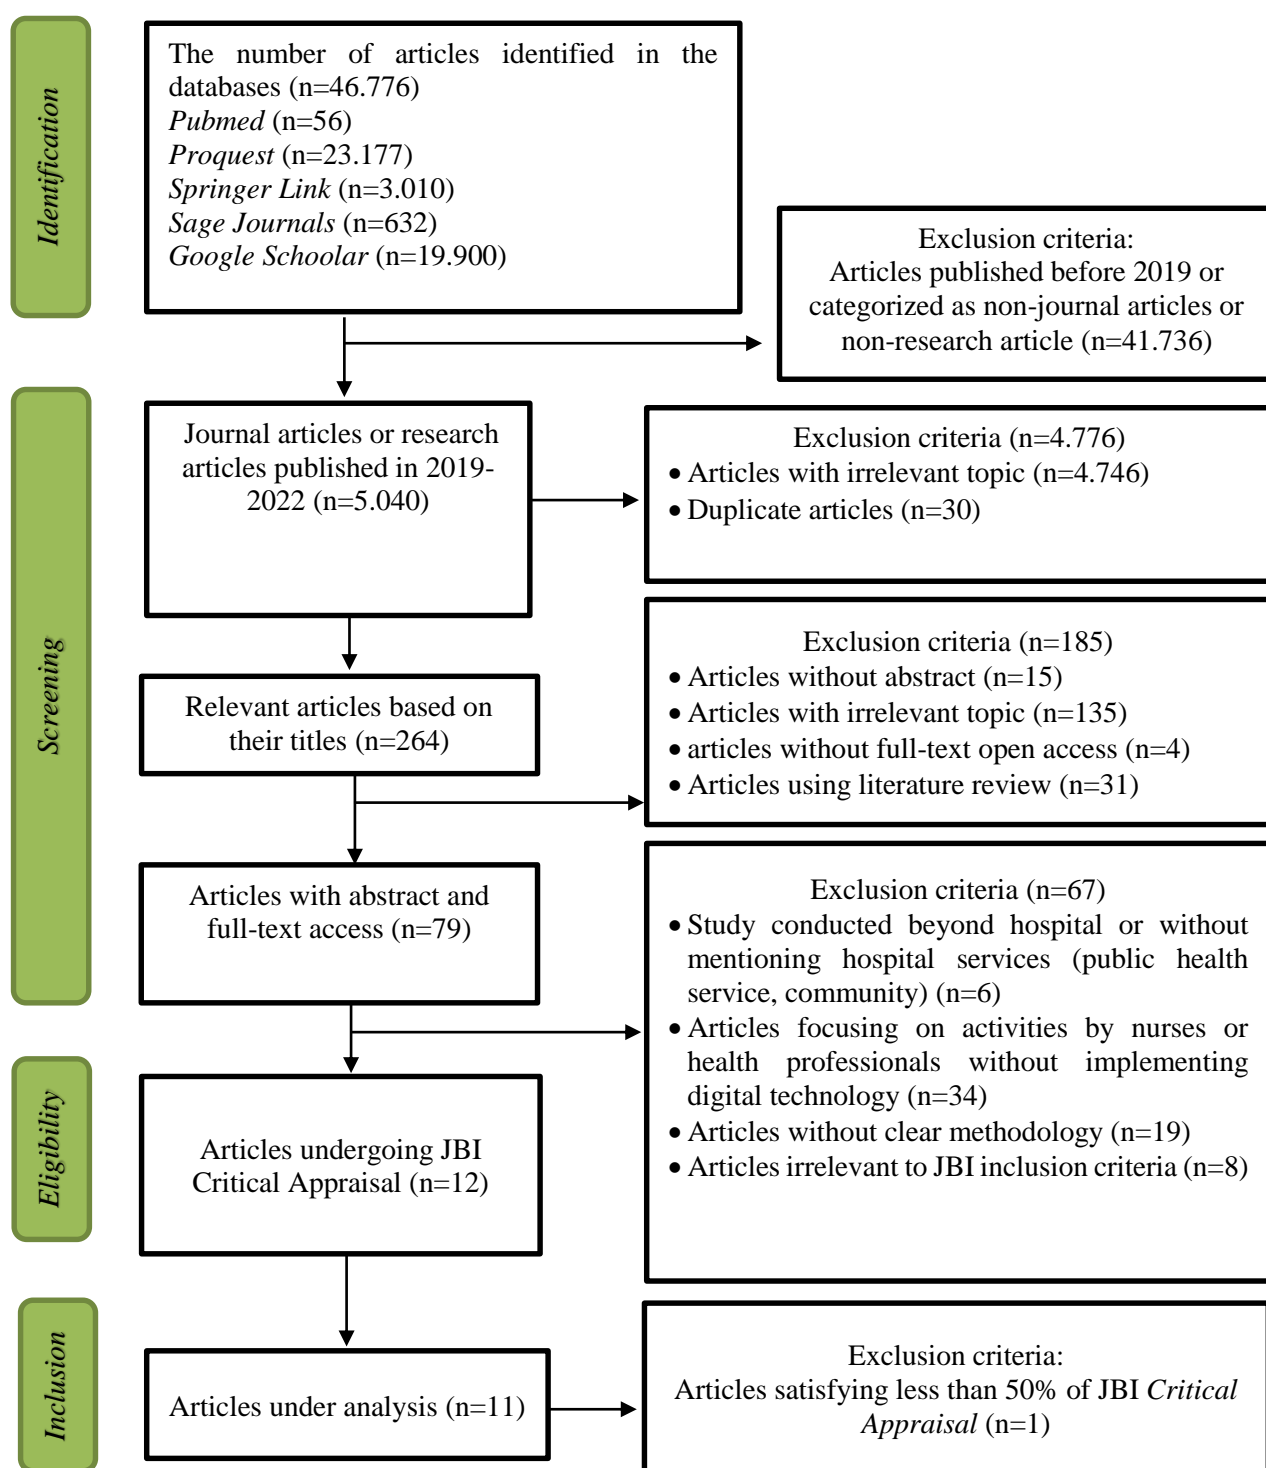 Identification
The number of articles identified in the
databases (n=46.776)
Pubmed (n=56)
Proquest (n=23.177)
Springer Link (n=3.010)
Sage Journals (n=632)
Google Schoolar (n=19.900)
Exclusion criteria:
Articles published before 2019 or
categorized as non-journal articles or
non-research article (n=41.736)
Screening
Journal articles or research
articles published in 2019-
2022 (n=5.040)
Exclusion criteria (n=4.776)
• Articles with irrelevant topic (n=4.746)
• Duplicate articles (n=30)
Relevant articles based on
their titles (n=264)
Exclusion criteria (n=185)
• Articles without abstract (n=15)
• Articles with irrelevant topic (n=135)
• articles without full-text open access (n=4)
• Articles using literature review (n=31)
Articles with abstract and
full-text access (n=79)
Exclusion criteria (n=67)
• Study conducted beyond hospital or without
mentioning hospital services (public health
service, community) (n=6)
• Articles focusing on activities by nurses or
health professionals without implementing
digital technology (n=34)
• Articles without clear methodology (n=19)
• Articles irrelevant to JBI inclusion criteria (n=8)
Eligibility
Articles undergoing JBI
Critical Appraisal (n=12)
Inclusion
Articles under analysis (n=11)
Exclusion criteria:
Articles satisfying less than 50% of JBI Critical
Appraisal (n=1)